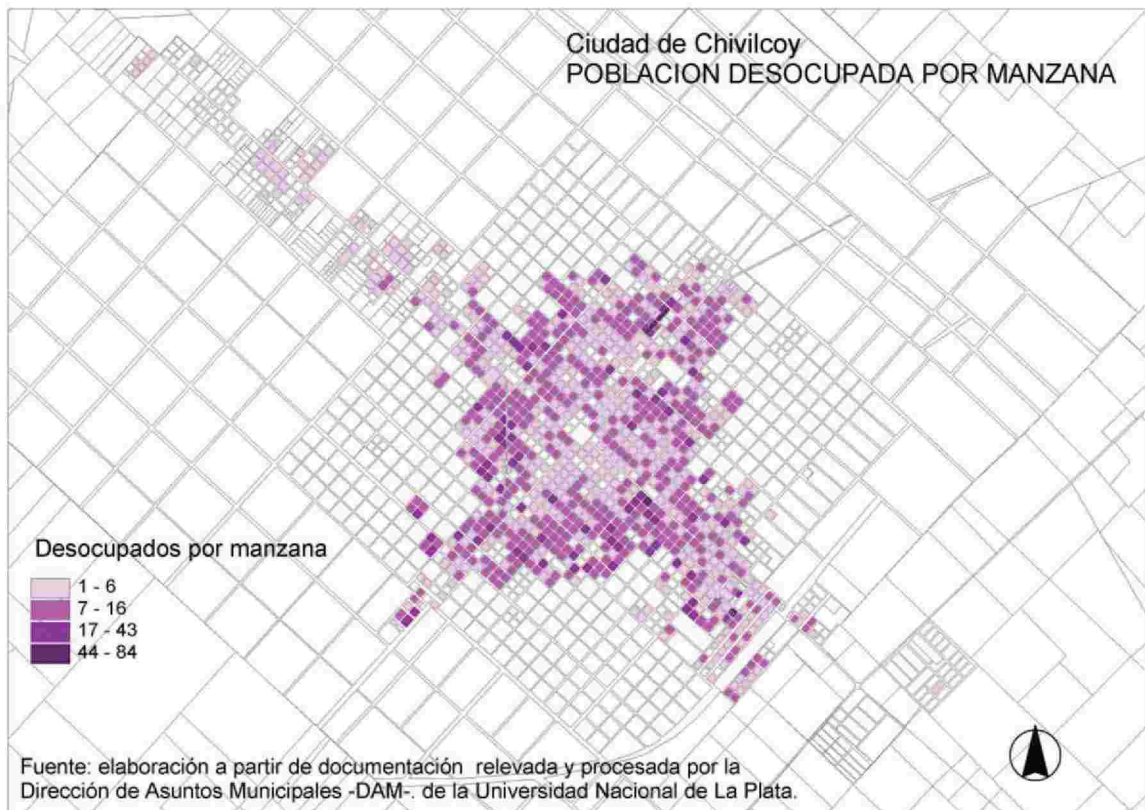 Ciudad de Chivilcoy
POBLACION DESOCUPADA POR MANZANA
Desocupados por manzana
1 - 6
7 - 16
17 - 43
44 - 84
Fuente: elaboración a partir de documentación relevada y procesada por la
Dirección de Asuntos Municipales -DAM-. de la Universidad Nacional de La Plata.